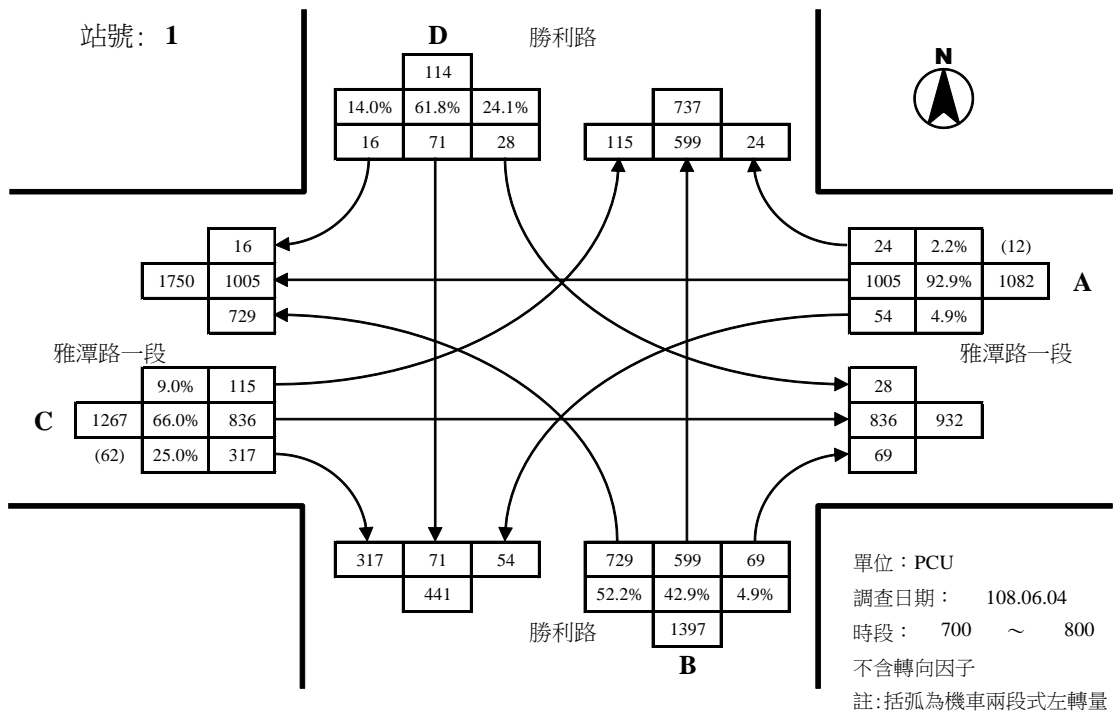 站號: 1
D
勝利路
N
114
14.0% 61.8% 24.1%
16 71 28
737
115 599 24
16
1750 1005
729
24 2.2% (12)
1005 92.9% 1082
54 4.9%
A
雅潭路一段
雅潭路一段
9.0% 115
C
1267 66.0% 836
(62) 25.0% 317
28
836 932
69
317 71 54
441
729 599 69
52.2% 42.9% 4.9%
1397
勝利路
B
單位：PCU
調查日期： 108.06.04
時段： 700 ～ 800
不含轉向因子
註:括弧為機車兩段式左轉量